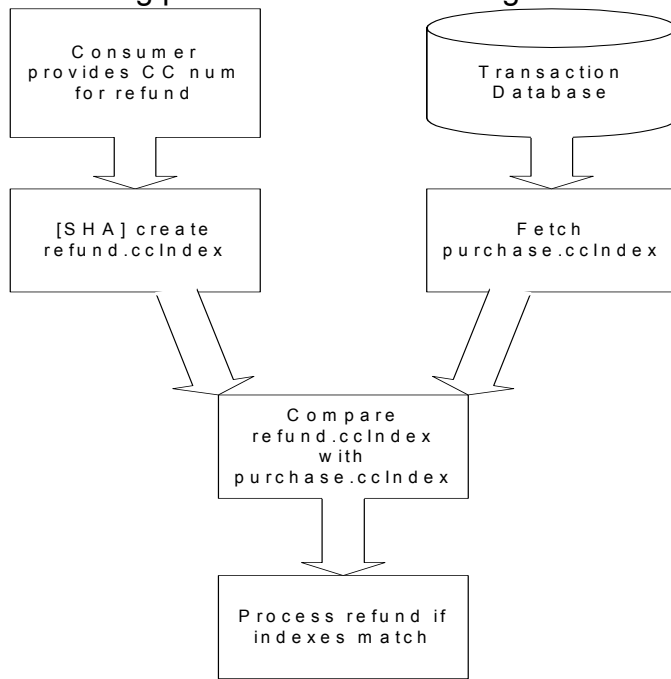 Consumer
provides CC num
for refund
Transaction
Database
[SHA] create
refund.ccIndex
Fetch
purchase.ccIndex
Compare
refund.ccIndex
with
purchase.ccIndex
Process refund if
indexes match